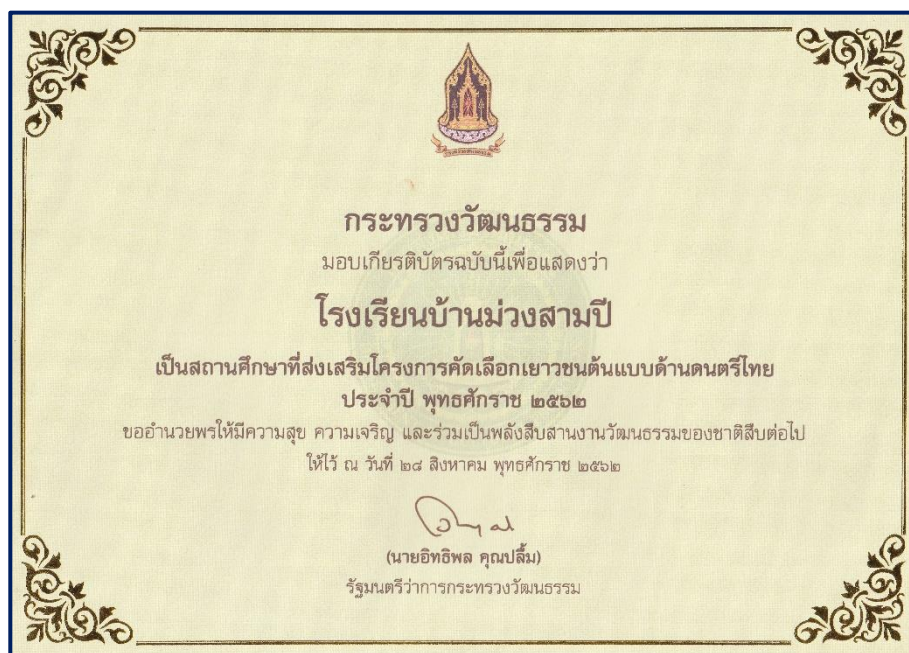 กระทรวงวัฒนธรรม
มอบเกียรติบัตรฉบับนี้เพื่อแสดงว่า
โรงเรียนบ้านม่วงสามปี
เป็นสถานศึกษาที่ส่งเสริมโครงการคัดเลือกเยาวชนต้นแบบด้านดนตรีไทย
ประจำปี พุทธศักราช ๒๕๖๒
ขออำนวยพรให้มีความสุข ความเจริญ และร่วมเป็นพลังสืบสานงานวัฒนธรรมของชาติสืบต่อไป
ให้ไว้ ณ วันที่ ๒๘ สิงหาคม พุทธศักราช ๒๕๖๒
(นายอิทธิพล คุณปลื้ม)
รัฐมนตรีว่าการกระทรวงวัฒนธรรม